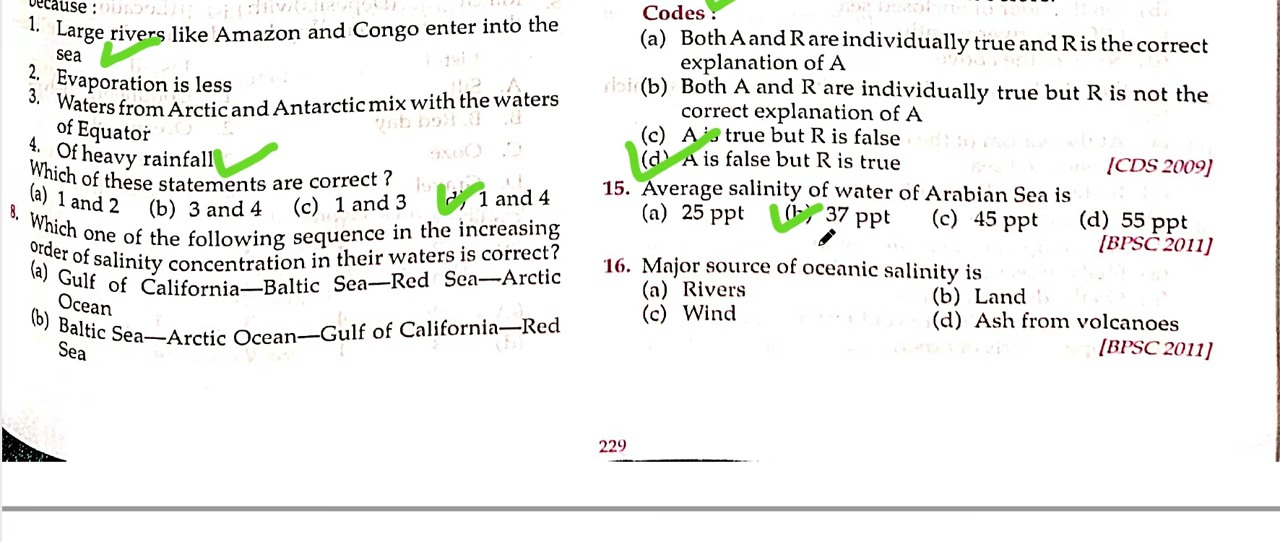 because :
1. Large rivers like Amazon and Congo enter into the
sea
2. Evaporation is less
3. Waters from Arctic and Antarctic mix with the waters
of Equator
4. Of heavy rainfall
Which of these statements are correct ?
(a) 1 and 2 (b) 3 and 4 (c) 1 and 3 (d) 1 and 4
8. Which one of the following sequence in the increasing
order of salinity concentration in their waters is correct?
(a) Gulf of California—Baltic Sea—Red Sea—Arctic
Ocean
(b) Baltic Sea—Arctic Ocean—Gulf of California—Red
Sea
Codes :
(a) Both A and R are individually true and R is the correct
explanation of A
(b) Both A and R are individually true but R is not the
correct explanation of A
(c) A is true but R is false
(d) A is false but R is true
[CDS 2009]
15. Average salinity of water of Arabian Sea is
(a) 25 ppt (b) 37 ppt (c) 45 ppt (d) 55 ppt
[BPSC 2011]
16. Major source of oceanic salinity is
(a) Rivers (b) Land
(c) Wind (d) Ash from volcanoes
[BPSC 2011]
229